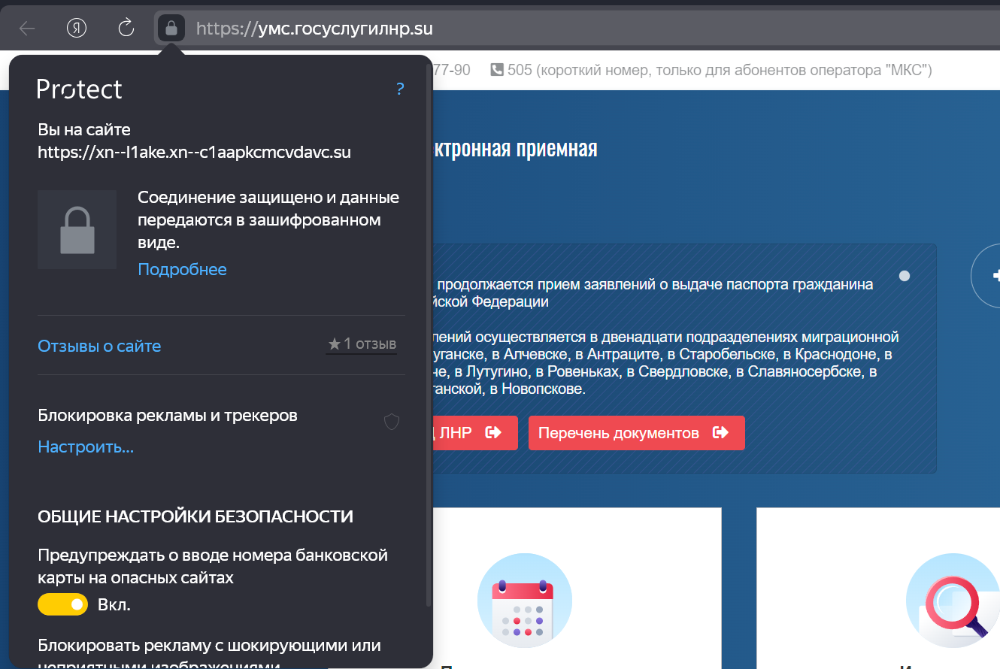 Я
https://умс.госуслугилнр.su
77-90
505 (короткий номер, только для абонентов оператора "МКС")
Protect
?
Вы на сайте
https://xn--l1ake.xn--c1aapkcmcvdavc.su
Соединение защищено и данные
передаются в зашифрованном
виде.
Подробнее
Отзывы о сайте
★1 отзыв
Блокировка рекламы и трекеров
Настроить...
ОБЩИЕ НАСТРОЙКИ БЕЗОПАСНОСТИ
Предупреждать о вводе номера банковской
карты на опасных сайтах
Вкл.
Блокировать рекламу с шокирующими или
неприятными изображениями
ктронная приемная
продолжается прием заявлений о выдаче паспорта гражданина
йской Федерации
лений осуществляется в двенадцати подразделениях миграционной
уганске, в Алчевске, в Антраците, в Старобельске, в Краснодоне, в
не, в Лутугино, в Ровеньках, в Свердловске, в Славяносербске, в
ганской, в Новопскове.
ЛНР
Перечень документов